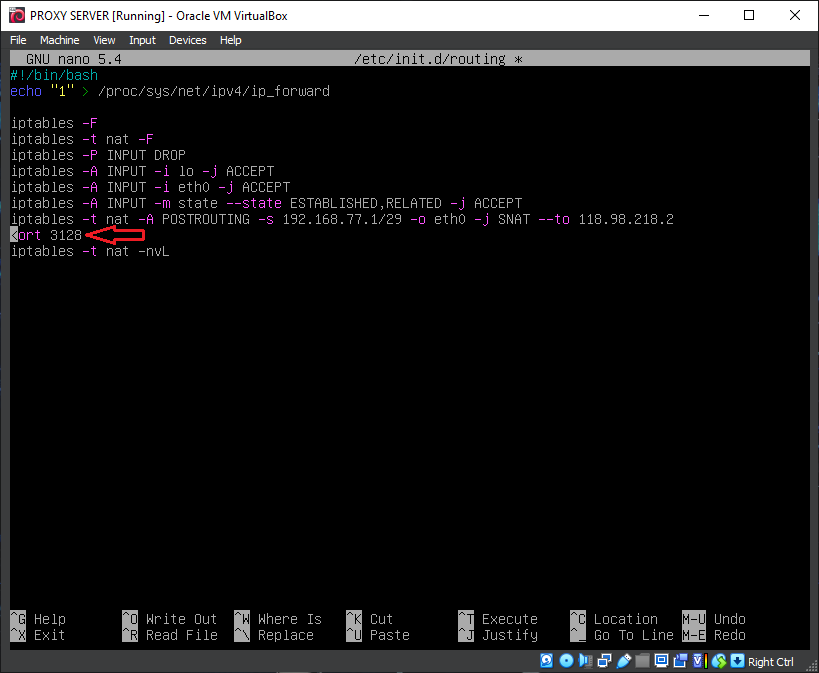 PROXY SERVER [Running] - Oracle VM VirtualBox
File Machine View Input Devices Help
GNU nano 5.4 /etc/init.d/routing *
#!/bin/bash
echo "1" > /proc/sys/net/ipv4/ip_forward
iptables -F
iptables -t nat -F
iptables -P INPUT DROP
iptables -A INPUT -i lo -j ACCEPT
iptables -A INPUT -i eth0 -j ACCEPT
iptables -A INPUT -m state --state ESTABLISHED,RELATED -j ACCEPT
iptables -t nat -A POSTROUTING -s 192.168.77.1/29 -o eth0 -j SNAT --to 118.98.218.2
<ort 3128
iptables -t nat -nvL
^G Help ^O Write Out ^W Where Is ^K Cut ^T Execute ^C Location M-U Undo
^X Exit ^R Read File ^\ Replace ^U Paste ^J Justify ^_ Go To Line M-E Redo
Right Ctrl